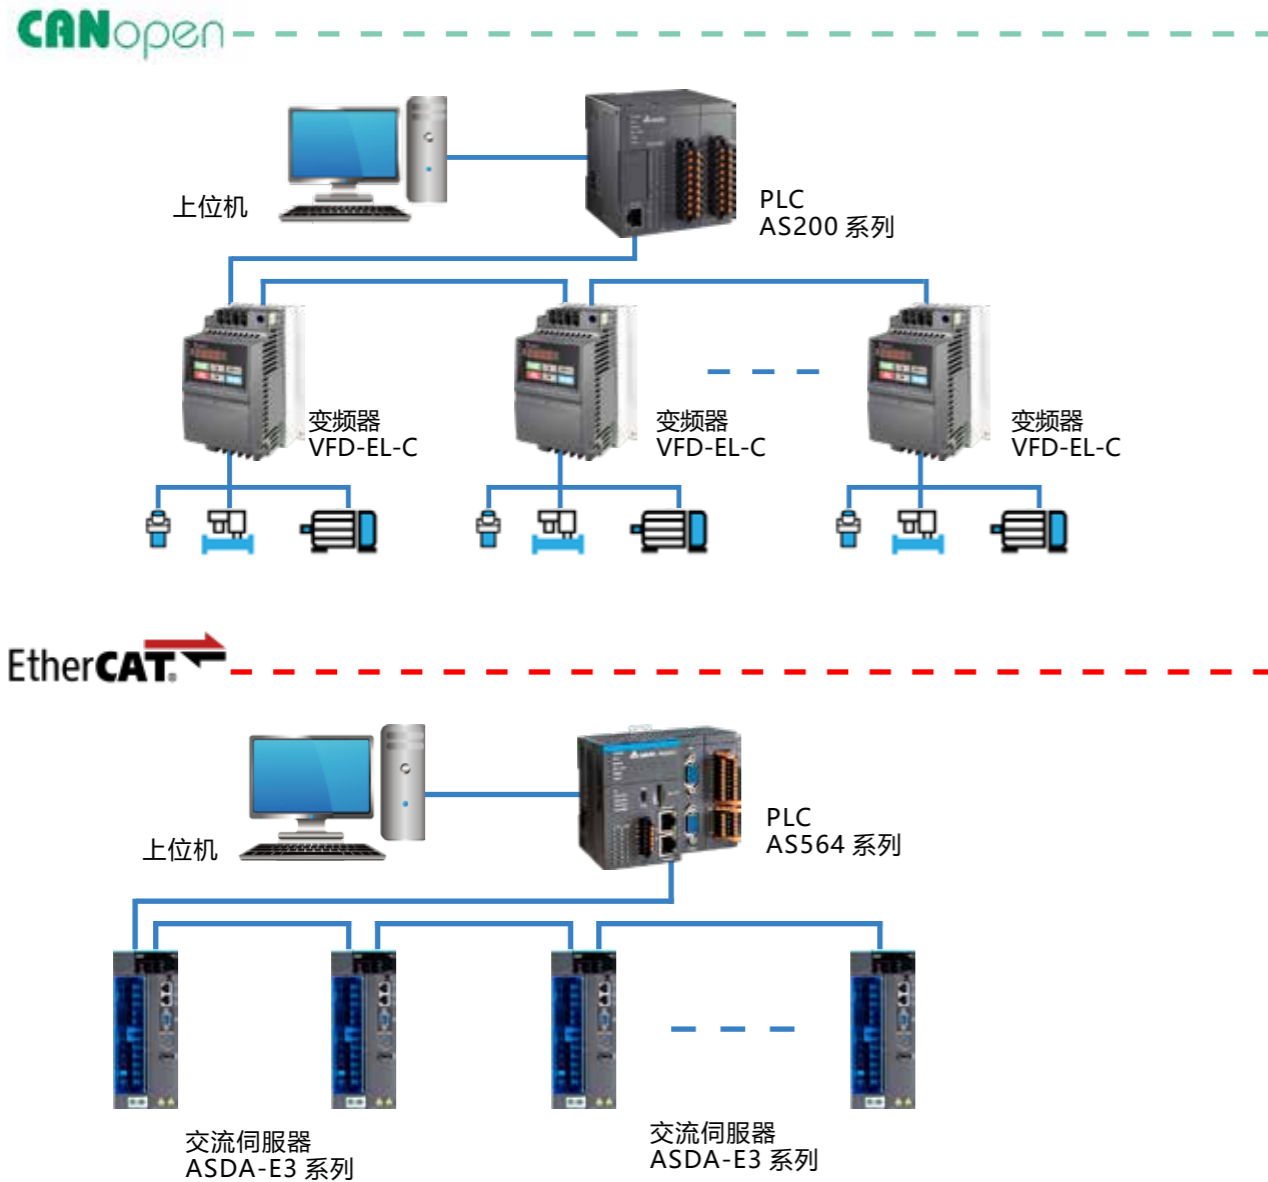 CANopen
上位机
PLC
AS200 系列
变频器
VFD-EL-C
变频器
VFD-EL-C
变频器
VFD-EL-C
EtherCAT®
上位机
PLC
AS564 系列
交流伺服器
ASDA-E3 系列
交流伺服器
ASDA-E3 系列